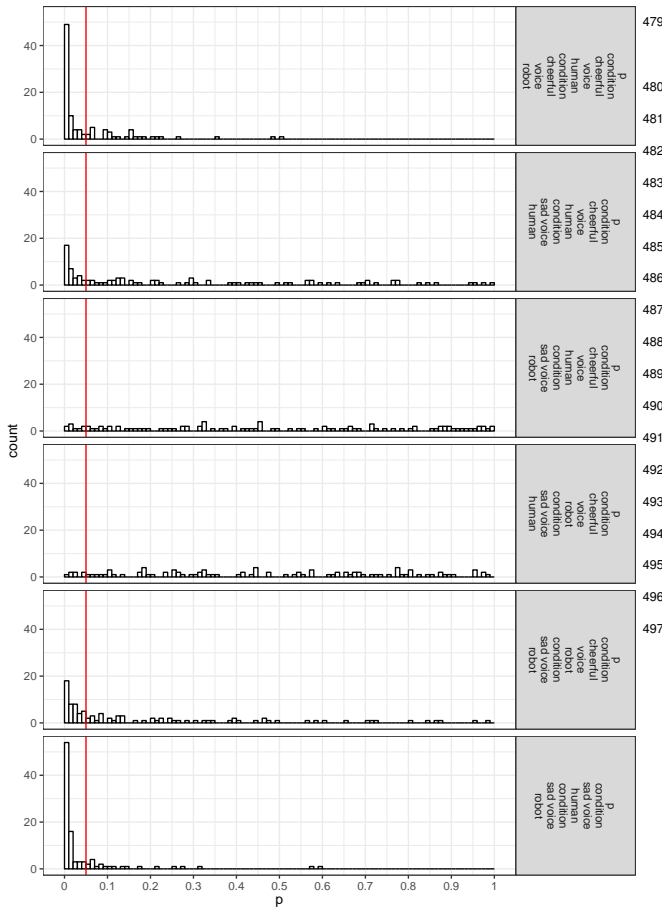 40
20
0
p
condition
cheerful
voice
human
condition
cheerful
voice
robot
40
20
0
p
condition
cheerful
voice
human
condition
sad voice
human
40
20
0
p
condition
cheerful
voice
human
condition
sad voice
robot
count
40
20
0
p
condition
cheerful
voice
robot
condition
sad voice
human
40
20
0
p
condition
cheerful
voice
robot
condition
sad voice
robot
40
20
0
p
condition
sad voice
human
condition
sad voice
robot
0 0.1 0.2 0.3 0.4 0.5 0.6 0.7 0.8 0.9 1
p
479
480
481
482
483
484
485
486
487
488
489
490
491
492
493
494
495
496
497